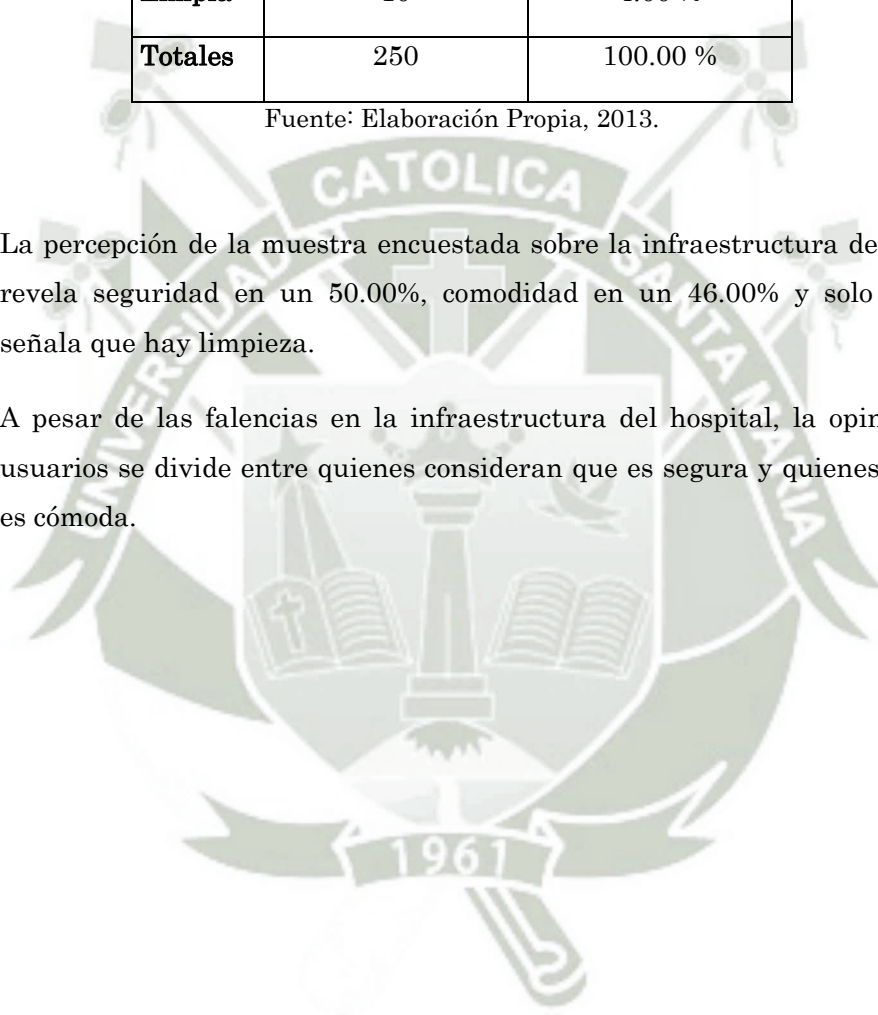 Totales 250 100.00 %
Fuente: Elaboración Propia, 2013.
CATOLICA
UNIVERSIDAD
SANTA MARIA
La percepción de la muestra encuestada sobre la infraestructura de
revela seguridad en un 50.00%, comodidad en un 46.00% y solo
señala que hay limpieza.
A pesar de las falencias en la infraestructura del hospital, la opin
usuarios se divide entre quienes consideran que es segura y quienes
es cómoda.
1961